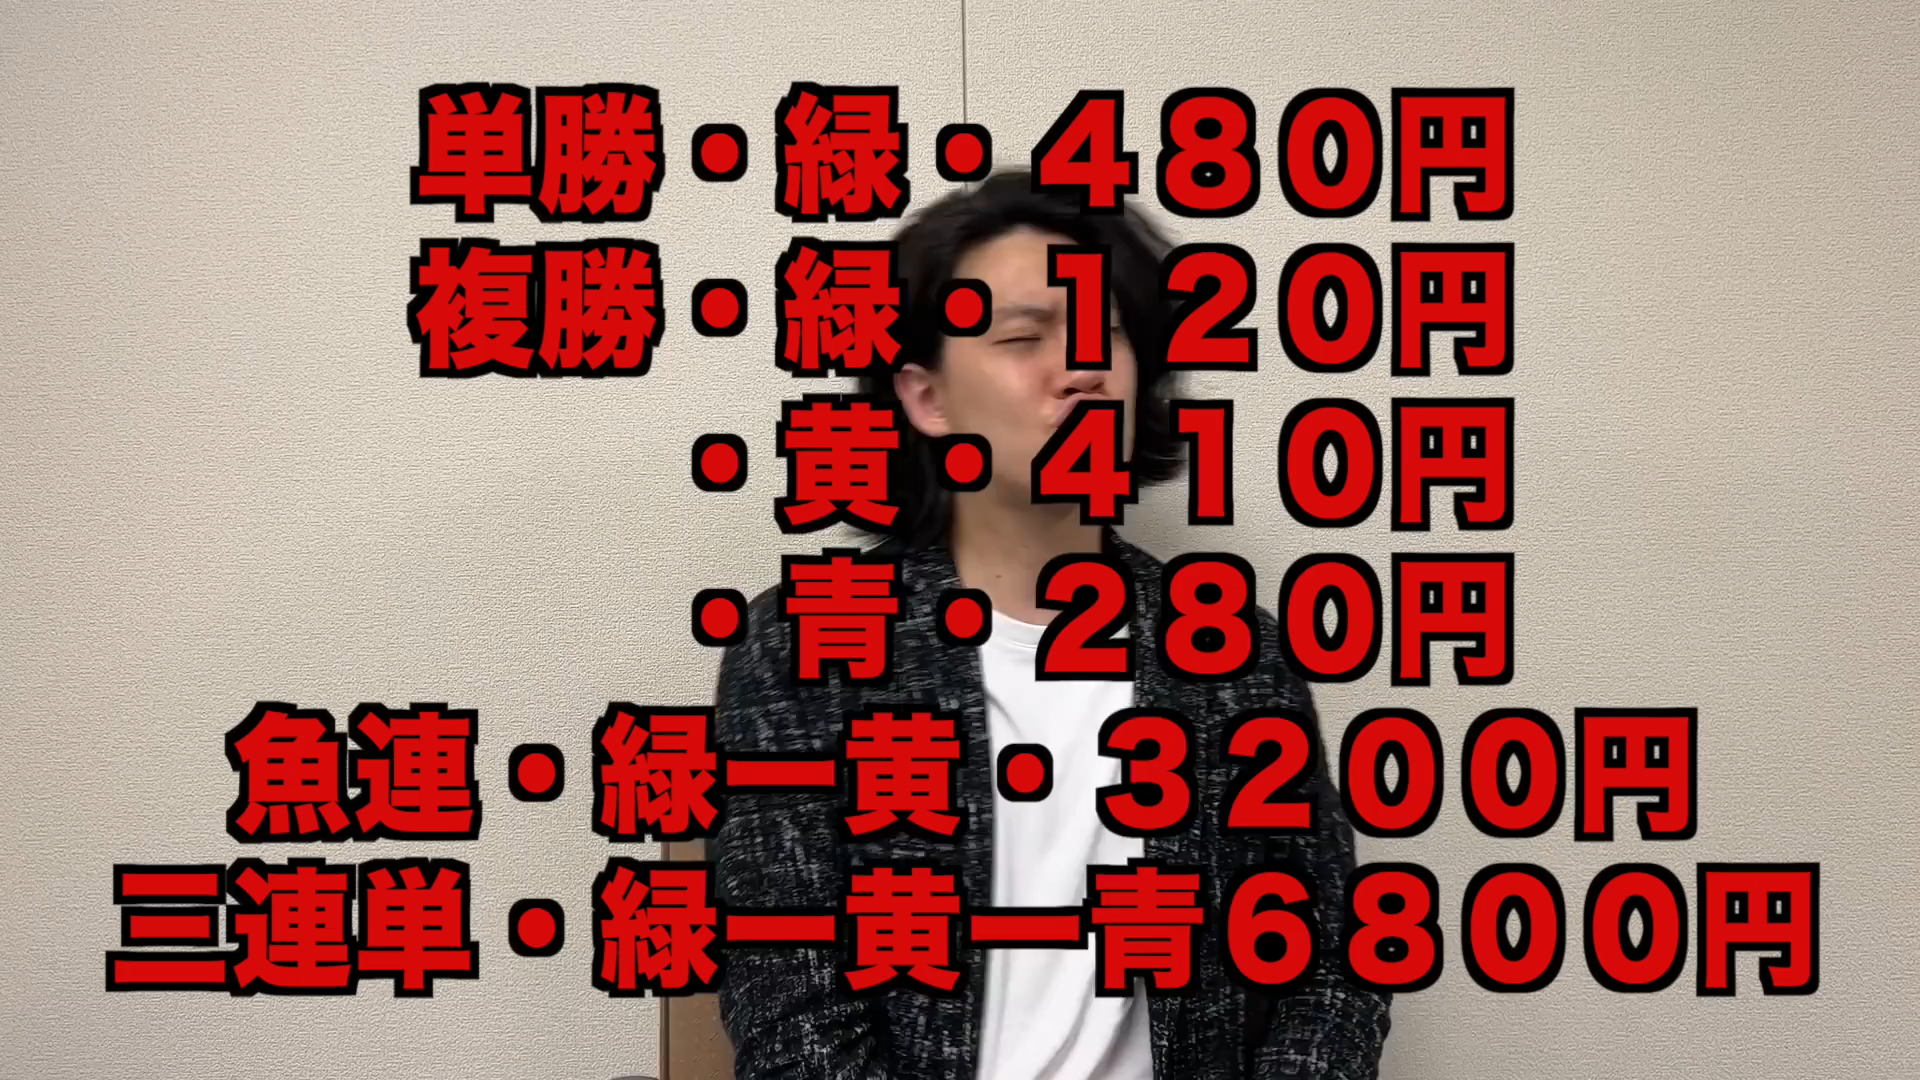 単勝・緑・４８０円
複勝・緑・１２０円
・黄・４１０円
・青・２８０円
魚連・緑ー黄・３２００円
三連単・緑ー黄ー青６８００円